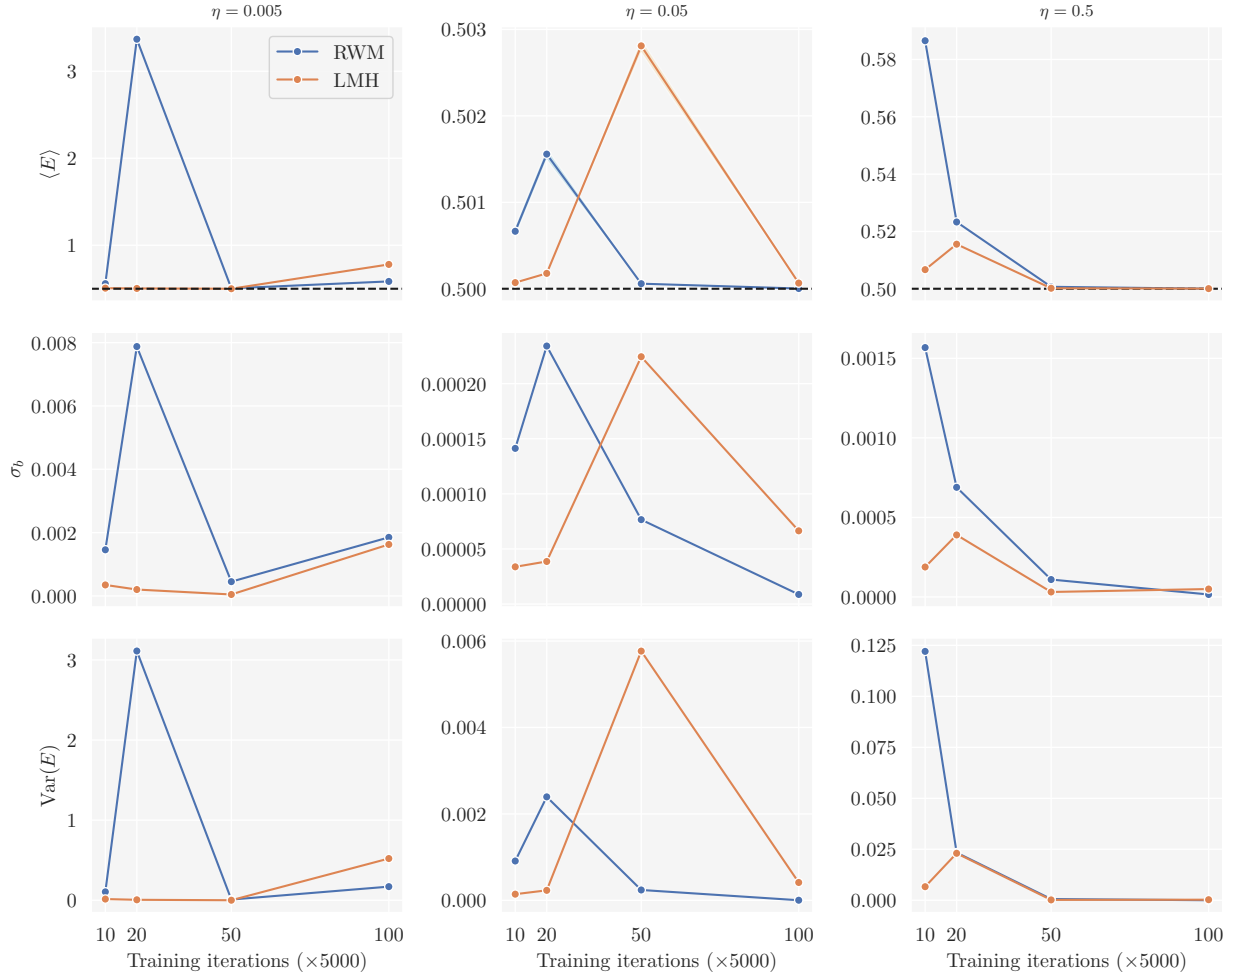 η = 0.005
η = 0.05
η = 0.5
RWM
LMH
⟨E⟩
3
2
1
0.503
0.502
0.501
0.500
0.58
0.56
0.54
0.52
0.50
σ_b
0.008
0.006
0.004
0.002
0.000
0.00020
0.00015
0.00010
0.00005
0.00000
0.0015
0.0010
0.0005
0.0000
Var(E)
3
2
1
0
0.006
0.004
0.002
0.000
0.125
0.100
0.075
0.050
0.025
0.000
10 20 50 100
10 20 50 100
10 20 50 100
Training iterations (×5000)
Training iterations (×5000)
Training iterations (×5000)